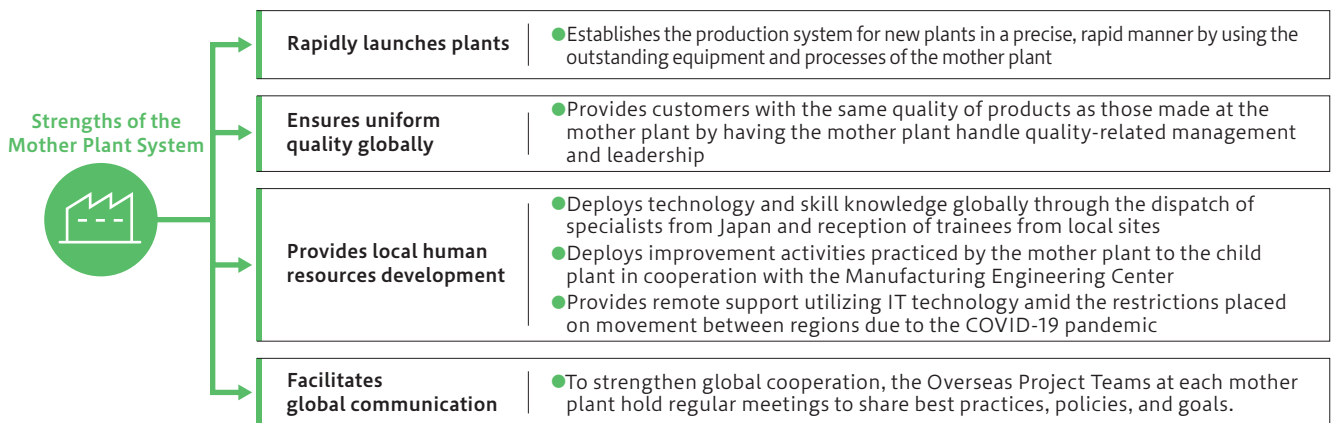 Strengths of the
Mother Plant System
Rapidly launches plants
●Establishes the production system for new plants in a precise, rapid manner by using the
outstanding equipment and processes of the mother plant
Ensures uniform
quality globally
●Provides customers with the same quality of products as those made at the
mother plant by having the mother plant handle quality-related management
and leadership
Provides local human
resources development
●Deploys technology and skill knowledge globally through the dispatch of
specialists from Japan and reception of trainees from local sites
●Deploys improvement activities practiced by the mother plant to the child
plant in cooperation with the Manufacturing Engineering Center
●Provides remote support utilizing IT technology amid the restrictions placed
on movement between regions due to the COVID-19 pandemic
Facilitates
global communication
●To strengthen global cooperation, the Overseas Project Teams at each mother
plant hold regular meetings to share best practices, policies, and goals.